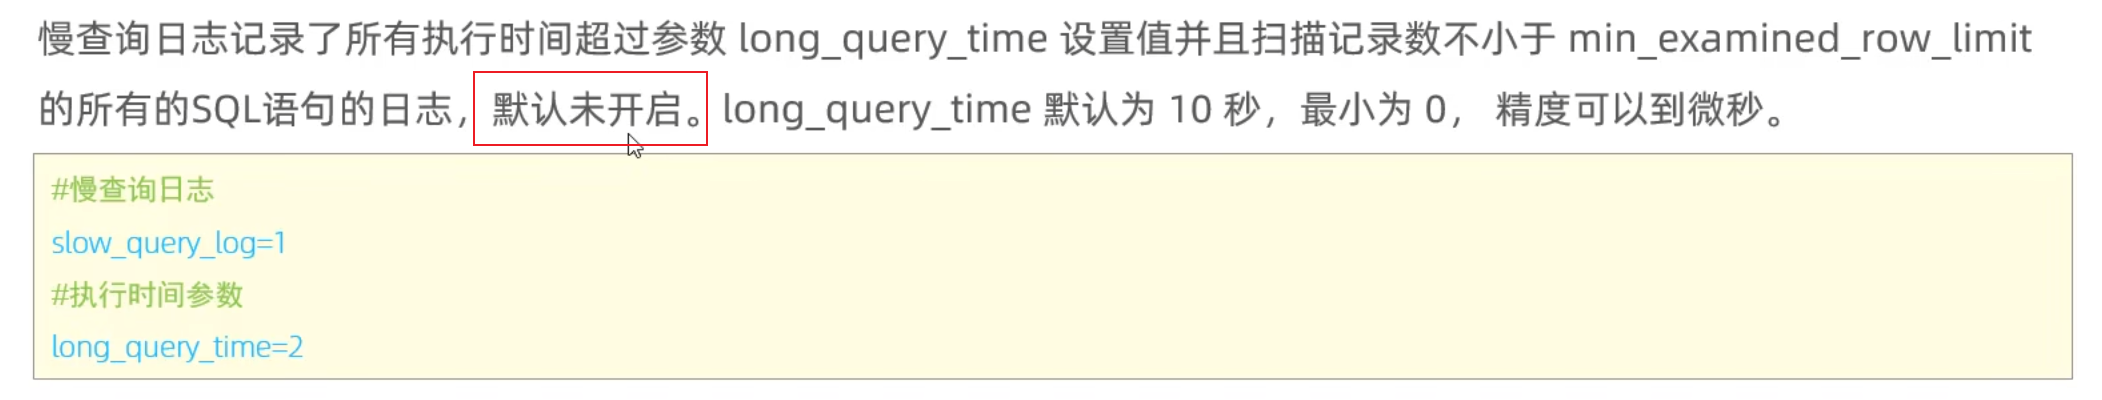 慢查询日志记录了所有执行时间超过参数 long_query_time 设置值并且扫描记录数不小于 min_examined_row_limit
的所有的SQL语句的日志，默认未开启。long_query_time 默认为 10 秒，最小为 0， 精度可以到微秒。
#慢查询日志
slow_query_log=1
#执行时间参数
long_query_time=2